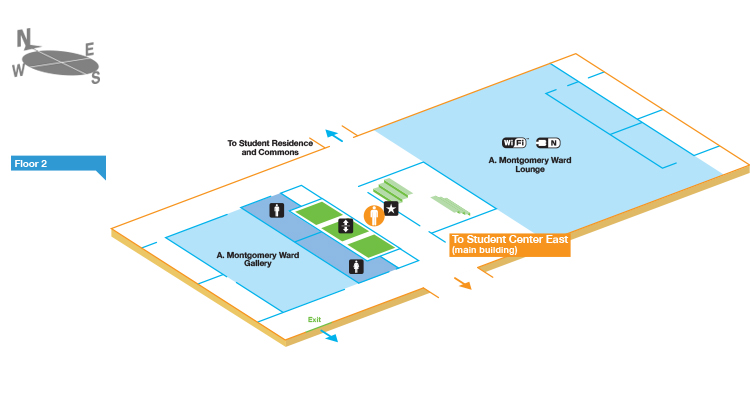 N
E
W
S
To Student Residence
and Commons
Floor 2
WiFi
N
A. Montgomery Ward
Lounge
To Student Center East
(main building)
A. Montgomery Ward
Gallery
Exit